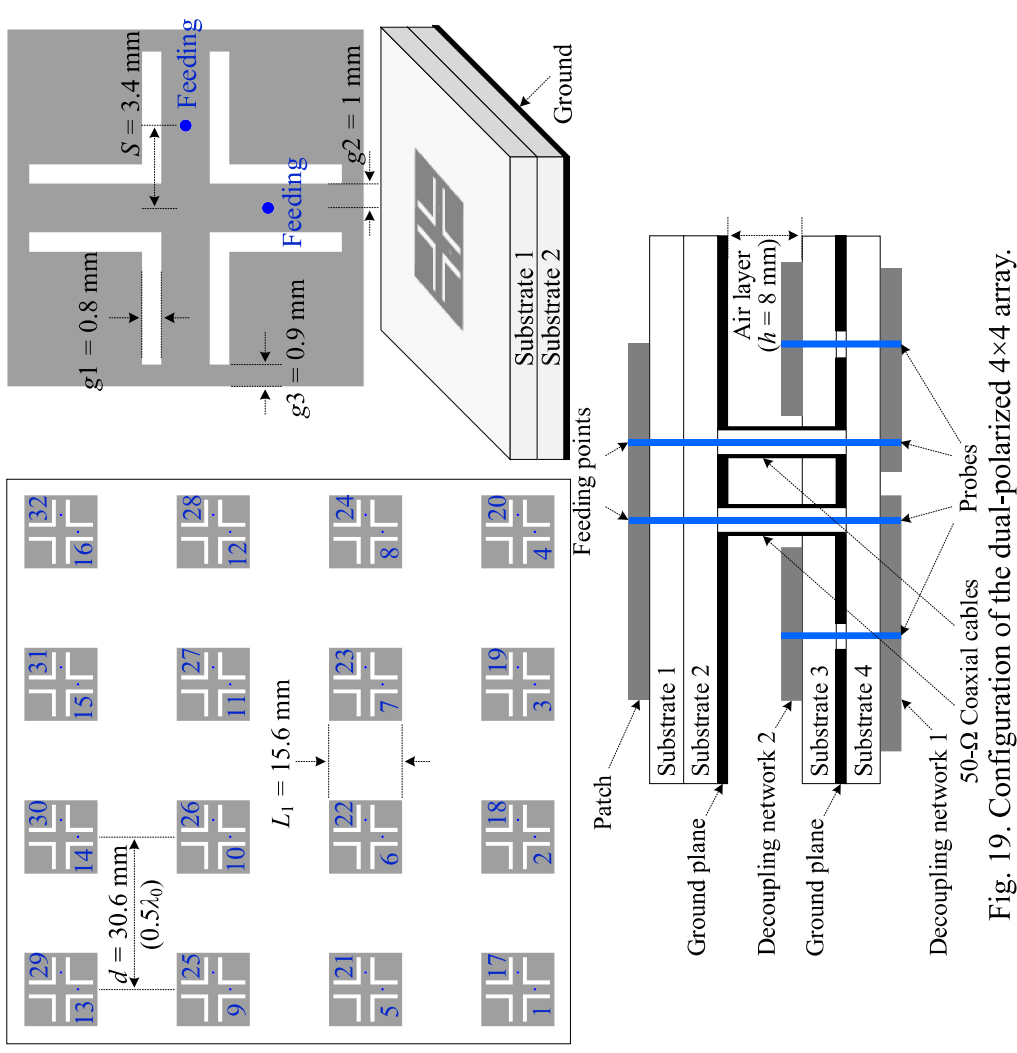 32
28
24
20
16
12
8
4
31
27
23
19
15
11
7
3
L1 = 15.6 mm
30
26
22
18
14
10
6
2
d = 30.6 mm
(0.5λ0)
29
25
21
17
13
9
5
1
S = 3.4 mm
Feeding
Feeding
g2 = 1 mm
g1 = 0.8 mm
g3 = 0.9 mm
Ground
Substrate 1
Substrate 2
Feeding points
Air layer
(h = 8 mm)
Patch
Substrate 1
Substrate 2
Ground plane
Decoupling network 2
Substrate 3
Ground plane
Substrate 4
Decoupling network 1
50-Ω Coaxial cables
Probes
Fig. 19. Configuration of the dual-polarized 4×4 array.